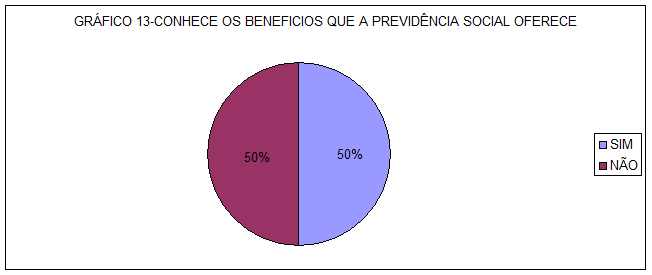 GRÁFICO 13-CONHECE OS BENEFICIOS QUE A PREVIDÊNCIA SOCIAL OFERECE
50%
50%
SIM
NÃO